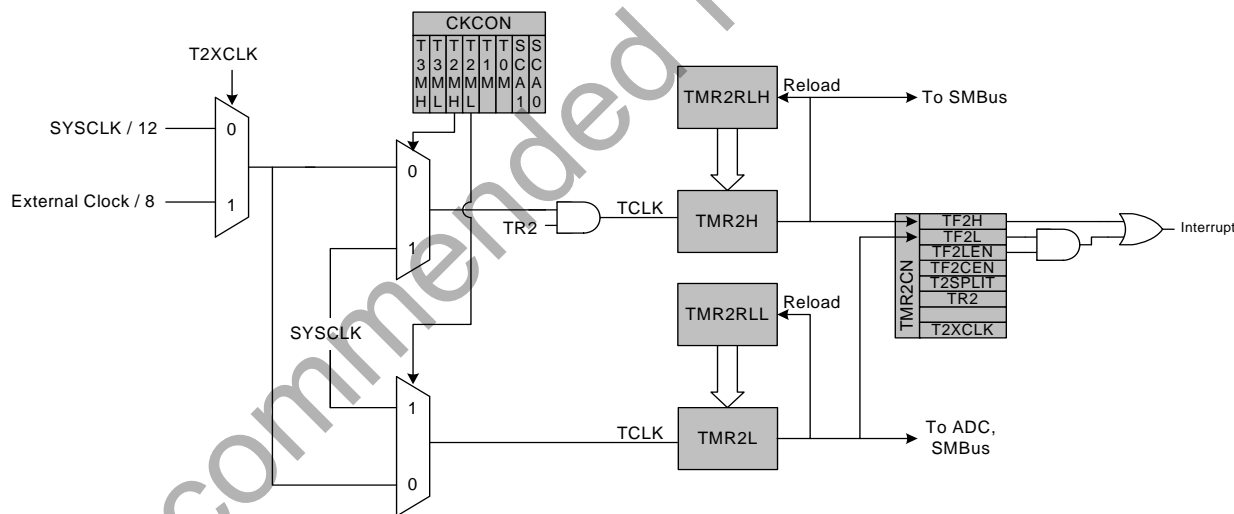 CKCON
T3MH
T3ML
T2MH
T2ML
T1M
T0M
SCA1
SCA0
T2XCLK
SYSCLK / 12
0
External Clock / 8
1
0
1
TR2
TCLK
SYSCLK
1
0
TCLK
TMR2RLH
Reload
To SMBus
TMR2H
TMR2RLL
Reload
TMR2L
To ADC,
SMBus
TMR2CN
TF2H
TF2L
TF2LEN
TF2CEN
T2SPLIT
TR2
T2XCLK
Interrupt
commended